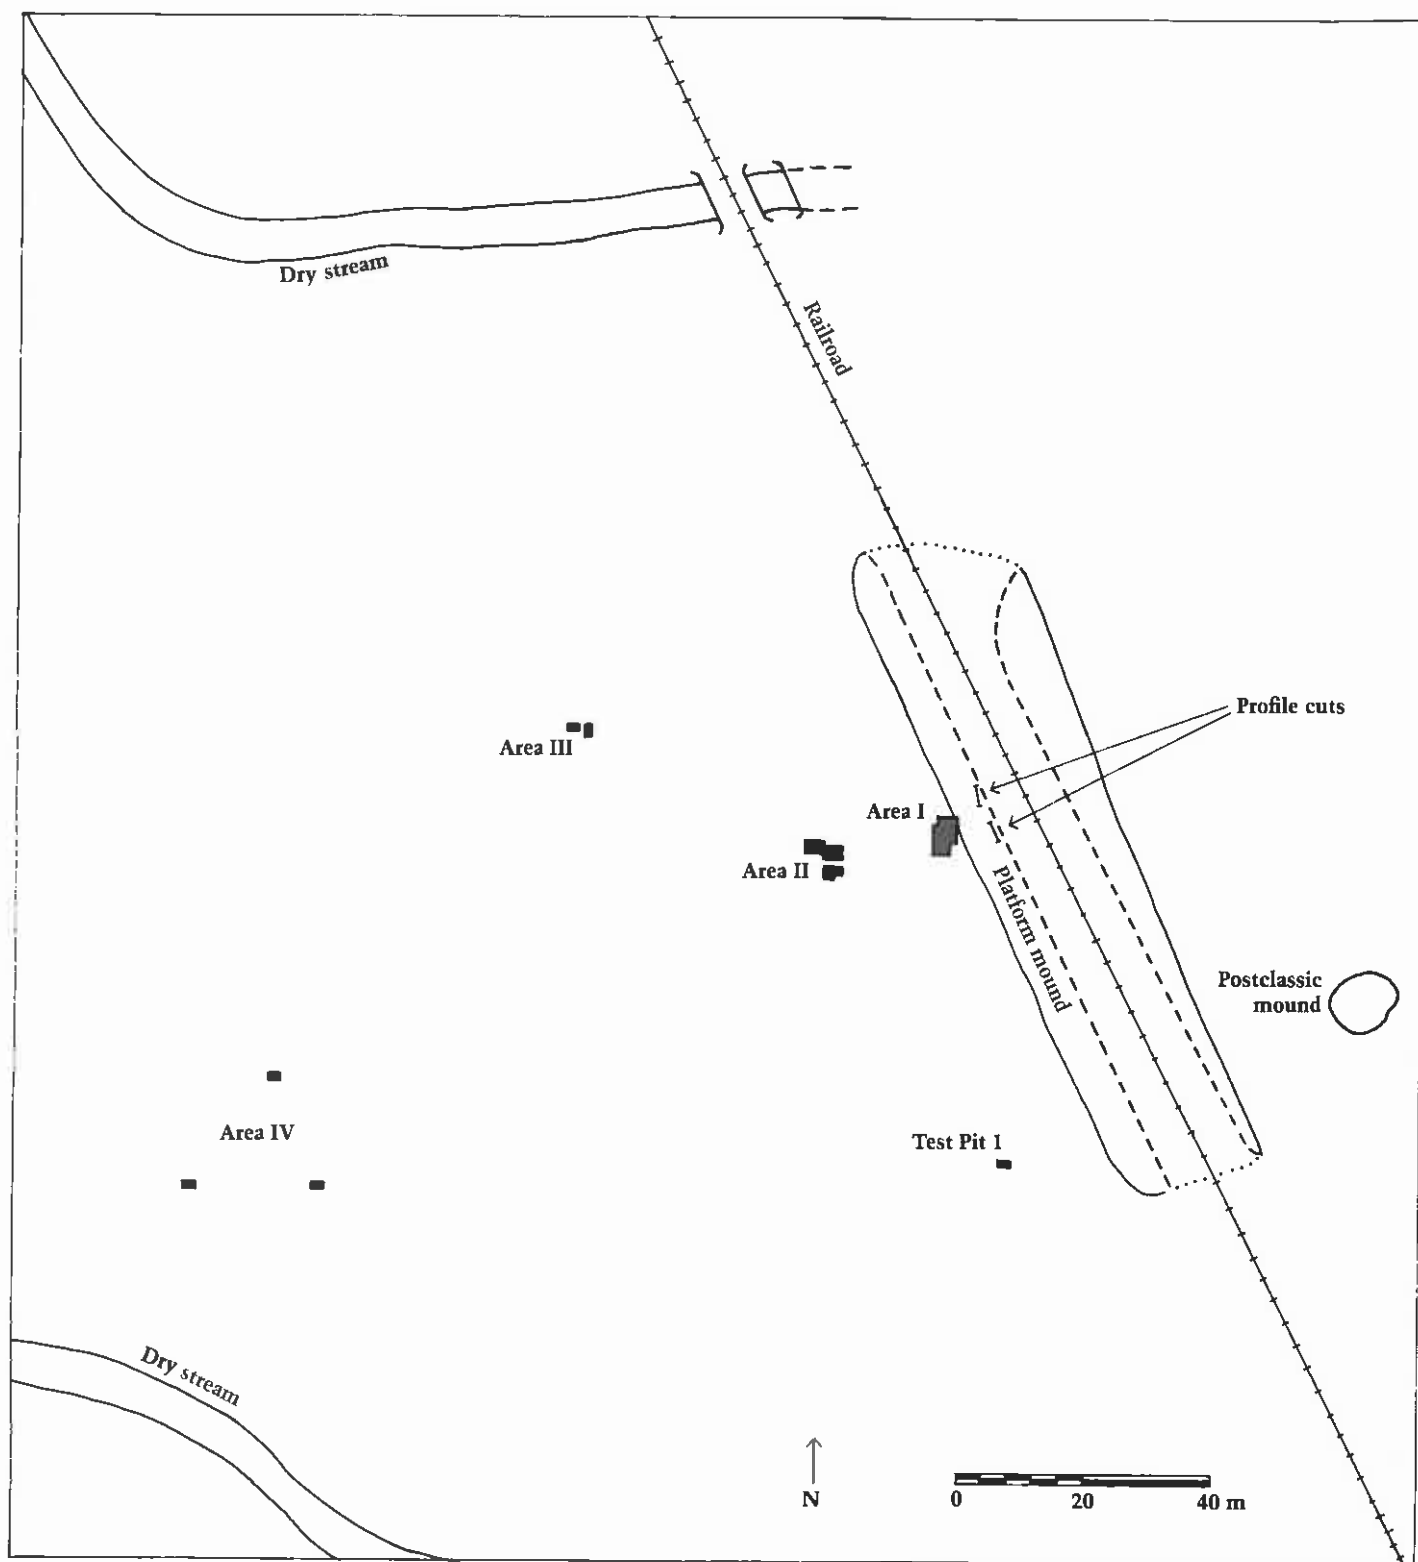 Dry stream
Railroad
Profile cuts
Area III
Area I
Area II
Platform mound
Postclassic
mound
Area IV
Test Pit 1
Dry stream
N
0 20 40 m